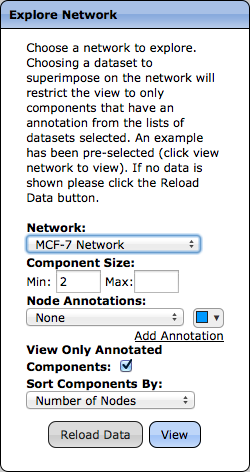 Explore Network
Choose a network to explore.
Choosing a dataset to
superimpose on the network will
restrict the view to only
components that have an
annotation from the lists of
datasets selected. An example
has been pre-selected (click view
network to view). If no data is
shown please click the Reload
Data button.
Network:
MCF-7 Network
Component Size:
Min: 2 Max:
Node Annotations:
None
Add Annotation
View Only Annotated
Components:
Sort Components By:
Number of Nodes
Reload Data View